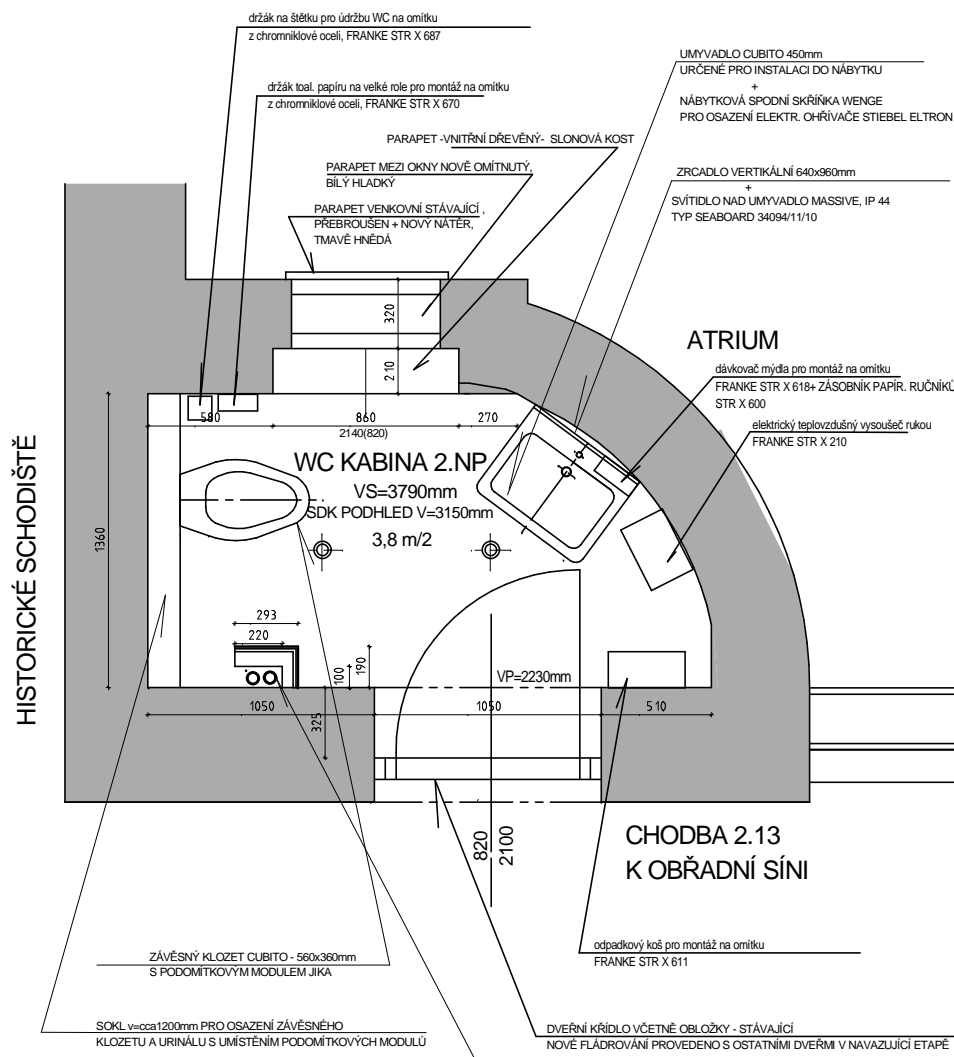 držák na štětku pro údržbu WC na omítku
z chromniklové oceli, FRANKE STR X 687
držák toal. papíru na velké role pro montáž na omítku
z chromniklové oceli, FRANKE STR X 670
PARAPET -VNITŘNÍ DŘEVĚNÝ- SLONOVÁ KOST
PARAPET MEZI OKNY NOVĚ OMÍTNUTÝ,
BÍLÝ HLADKÝ
PARAPET VENKOVNÍ STÁVAJÍCÍ ,
PŘEBROUŠEN + NOVÝ NÁTĚR,
TMAVĚ HNĚDÁ
UMYVADLO CUBITO 450mm
URČENÉ PRO INSTALACI DO NÁBYTKU
+
NÁBYTKOVÁ SPODNÍ SKŘÍŇKA WENGE
PRO OSAZENÍ ELEKTR. OHŘÍVAČE STIEBEL ELTRON
ZRCADLO VERTIKÁLNÍ 640x960mm
+
SVÍTIDLO NAD UMYVADLO MASSIVE, IP 44
TYP SEABOARD 34094/11/10
ATRIUM
dávkovač mýdla pro montáž na omítku
FRANKE STR X 618+ ZÁSOBNÍK PAPÍR. RUČNÍKŮ
STR X 600
elektrický teplovzdušný vysoušeč rukou
FRANKE STR X 210
320
210
580
860
270
2140(820)
WC KABINA 2.NP
VS=3790mm
SDK PODHLED V=3150mm
3,8 m/2
HISTORICKÉ SCHODIŠTĚ
1360
293
220
100
190
VP=2230mm
1050
1050
510
325
820
2100
CHODBA 2.13
K OBŘADNÍ SÍNI
odpadkový koš pro montáž na omítku
FRANKE STR X 611
ZÁVĚSNÝ KLOZET CUBITO - 560x360mm
S PODOMÍTKOVÝM MODULEM JIKA
SOKL v=cca1200mm PRO OSAZENÍ ZÁVĚSNÉHO
KLOZETU A URINÁLU S UMÍSTĚNÍM PODOMÍTKOVÝCH MODULŮ
DVEŘNÍ KŘÍDLO VČETNĚ OBLOŽKY - STÁVAJÍCÍ
NOVÉ FLÁDROVÁNÍ PROVEDENO S OSTATNÍMI DVEŘMI V NAVAZUJÍCÍ ETAPĚ